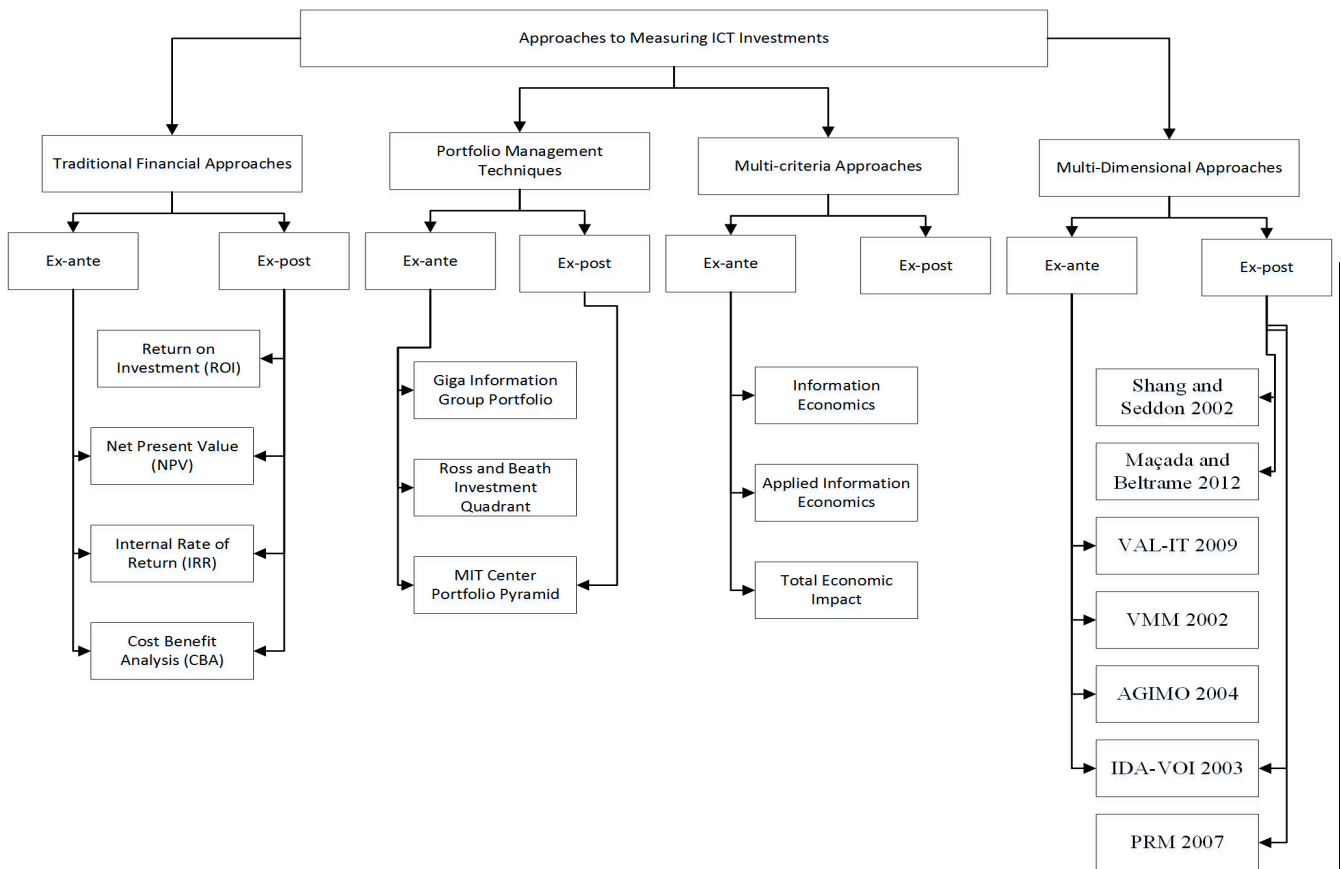 Approaches to Measuring ICT Investments
Traditional Financial Approaches
Portfolio Management
Techniques
Multi-criteria Approaches
Multi-Dimensional Approaches
Ex-ante
Ex-post
Ex-ante
Ex-post
Ex-ante
Ex-post
Ex-ante
Ex-post
Return on
Investment (ROI)
Net Present Value
(NPV)
Internal Rate of
Return (IRR)
Cost Benefit
Analysis (CBA)
Giga Information
Group Portfolio
Ross and Beath
Investment
Quadrant
MIT Center
Portfolio Pyramid
Information
Economics
Applied Information
Economics
Total Economic
Impact
Shang and
Seddon 2002
Maçada and
Beltrame 2012
VAL-IT 2009
VMM 2002
AGIMO 2004
IDA-VOI 2003
PRM 2007